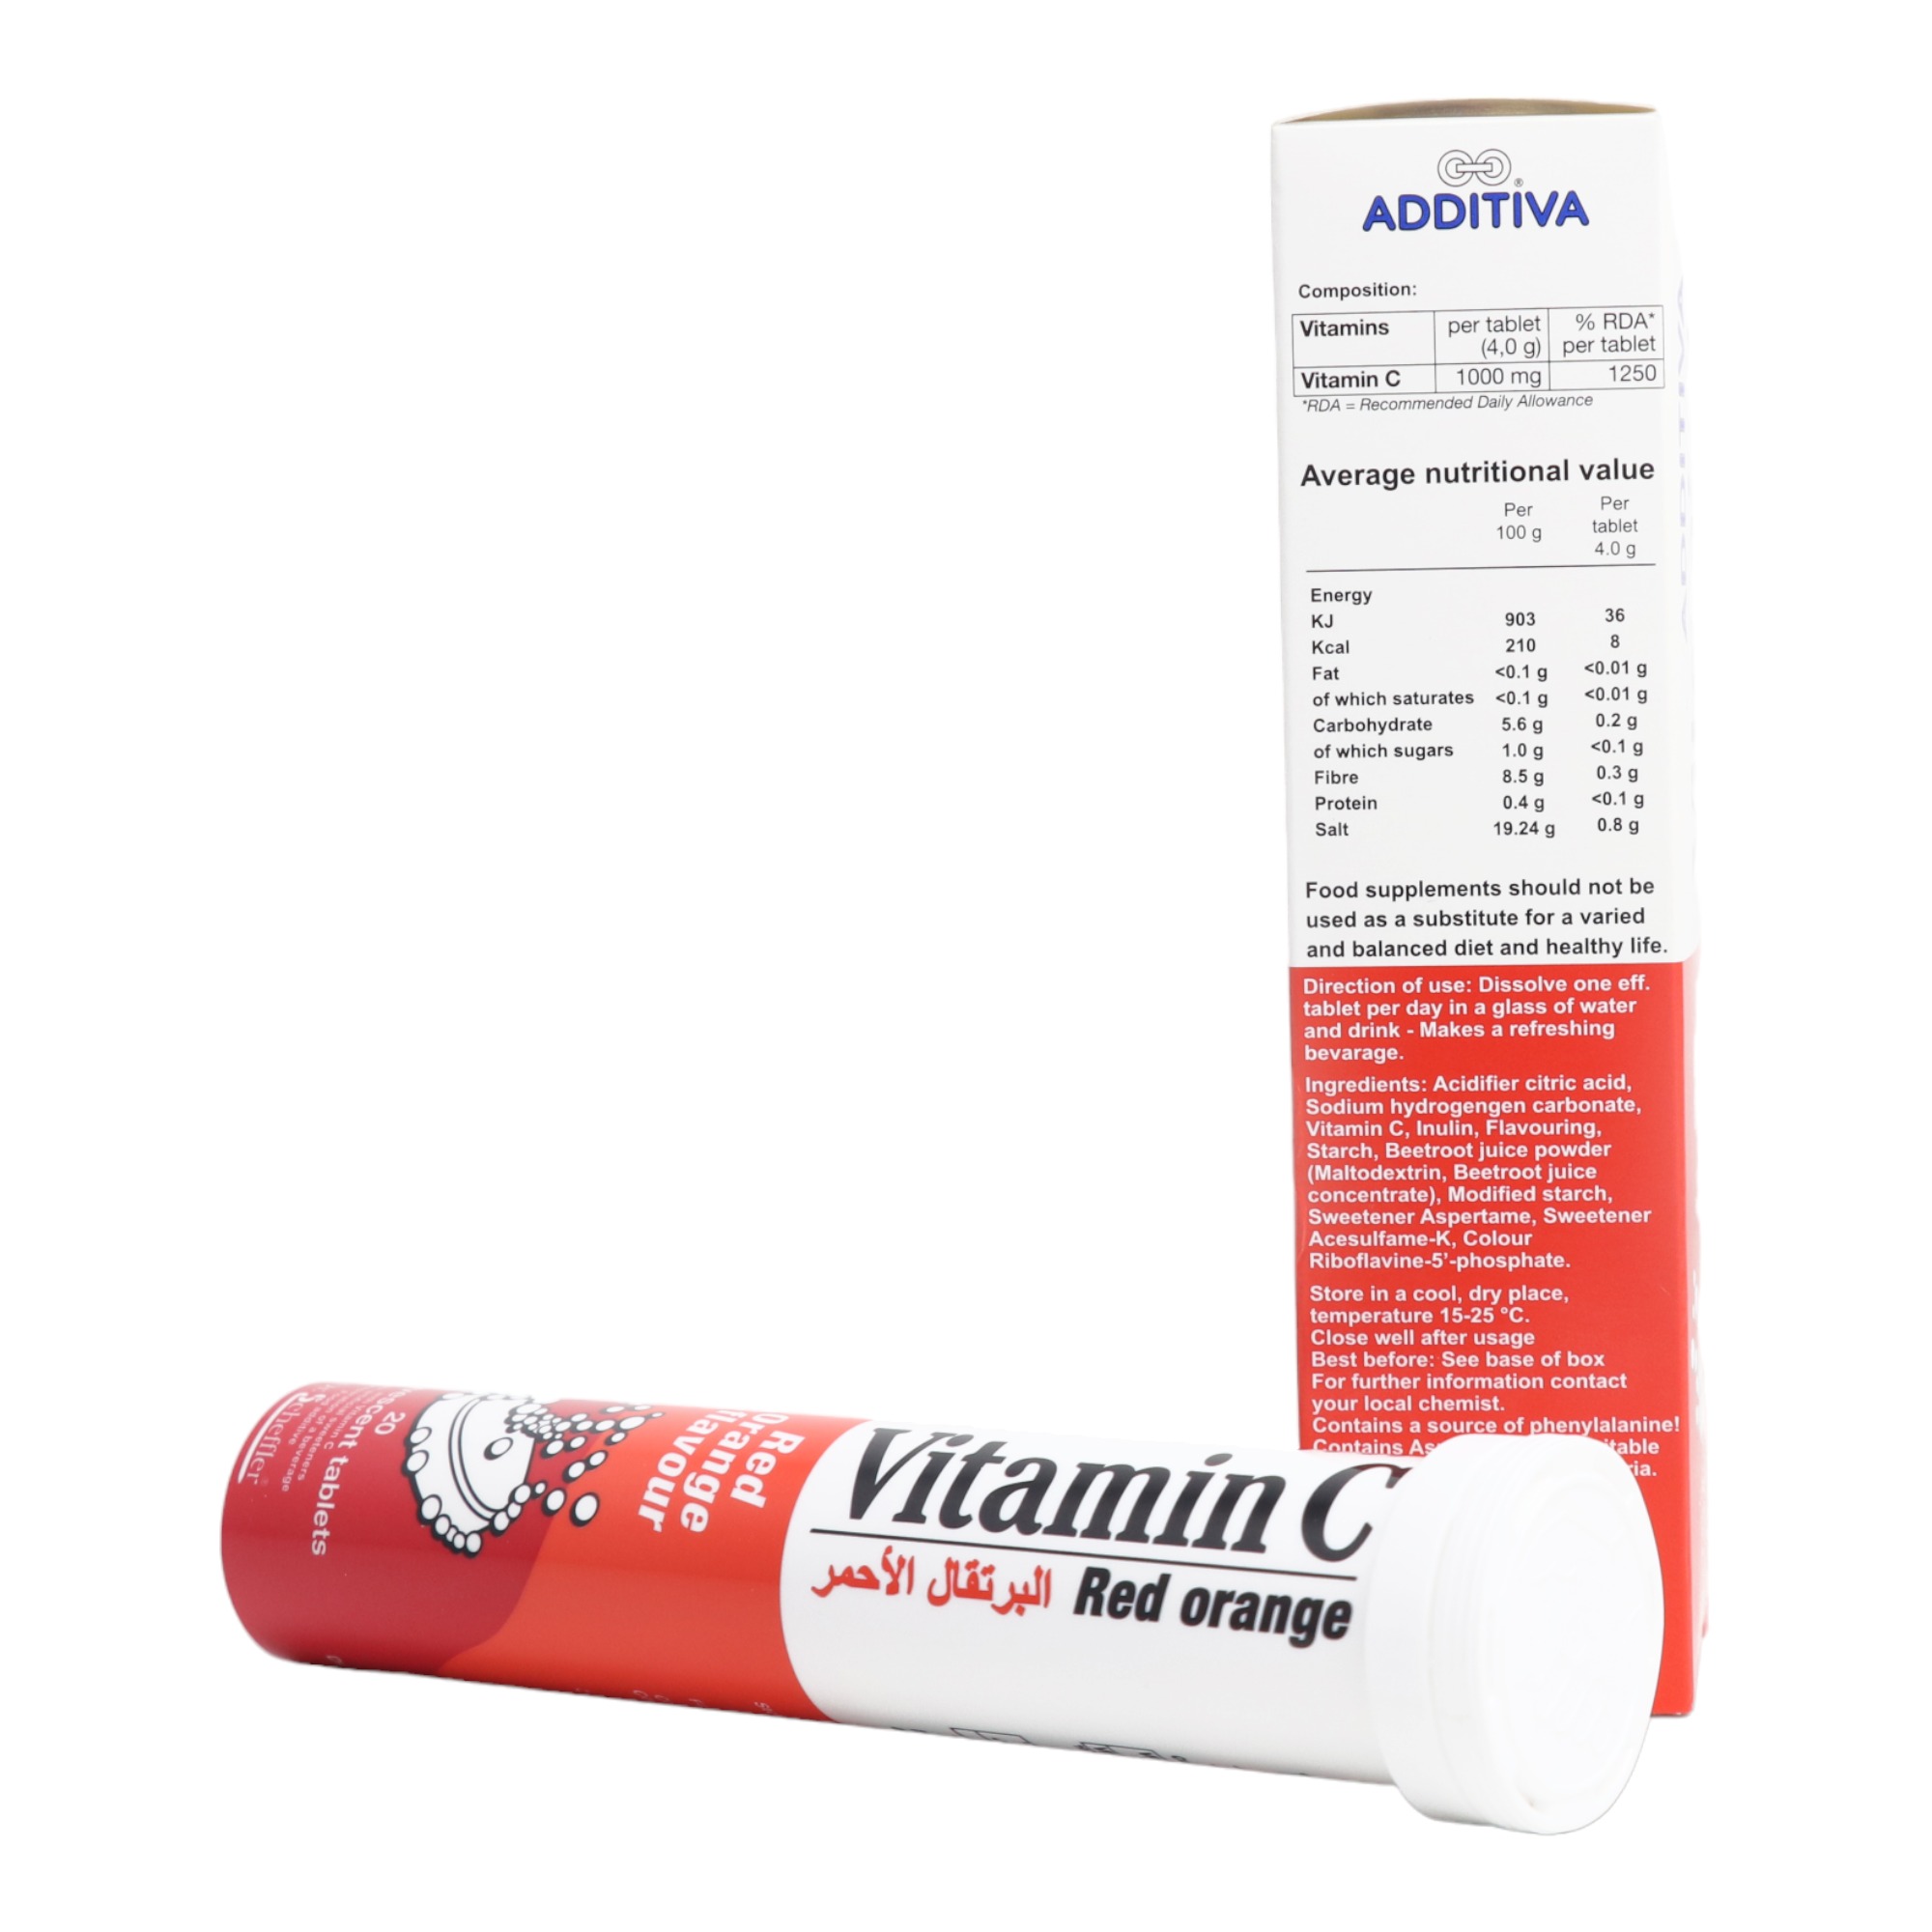 ADDITIVA
Composition:
Vitamins per tablet (4,0 g) % RDA* per tablet
Vitamin C 1000 mg 1250
*RDA = Recommended Daily Allowance
Average nutritional value
Per 100 g Per tablet 4.0 g
Energy
KJ 903 36
Kcal 210 8
Fat <0.1 g <0.01 g
of which saturates <0.1 g <0.01 g
Carbohydrate 5.6 g 0.2 g
of which sugars 1.0 g <0.1 g
Fibre 8.5 g 0.3 g
Protein 0.4 g <0.1 g
Salt 19.24 g 0.8 g
Food supplements should not be
used as a substitute for a varied
and balanced diet and healthy life.
Direction of use: Dissolve one eff.
tablet per day in a glass of water
and drink - Makes a refreshing
bevarage.
Ingredients: Acidifier citric acid,
Sodium hydrogengen carbonate,
Vitamin C, Inulin, Flavouring,
Starch, Beetroot juice powder
(Maltodextrin, Beetroot juice
concentrate), Modified starch,
Sweetener Aspertame, Sweetener
Acesulfame-K, Colour
Riboflavine-5'-phosphate.
Store in a cool, dry place,
temperature 15-25 °C.
Close well after usage
Best before: See base of box
For further information contact
your local chemist.
Contains a source of phenylalanine!
Contains
Vitamin C
البرتقال الأحمر Red orange
Red
Orange
flavour
20
tablets